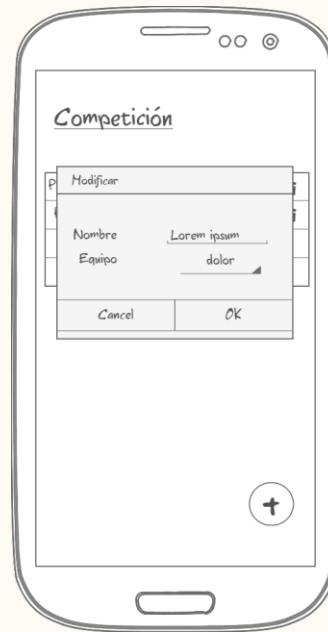 Competición
Modificar
Nombre Lorem ipsum
Equipo dolor
Cancel OK
+